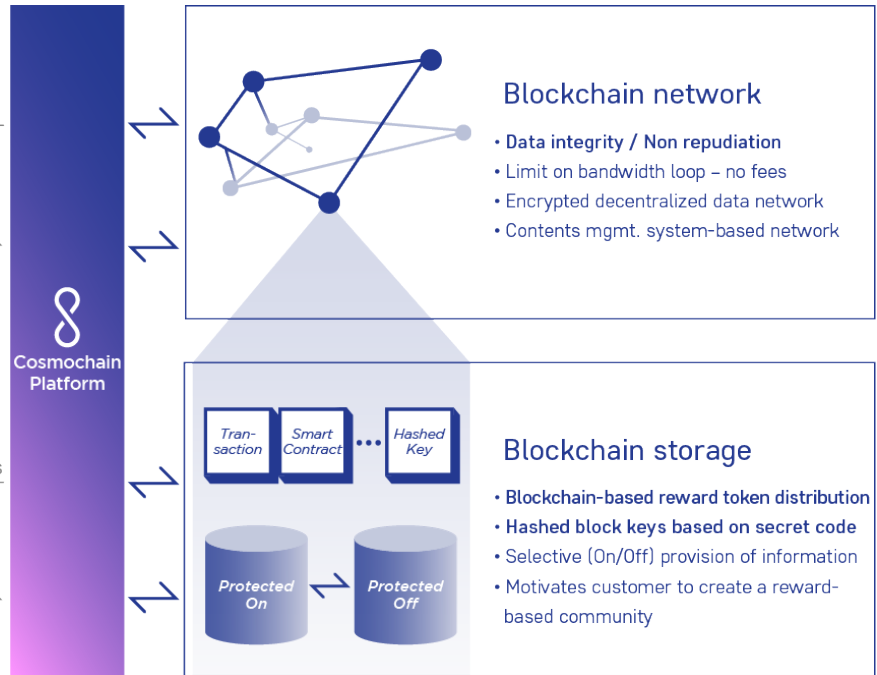 Blockchain network
• Data integrity / Non repudiation
• Limit on bandwidth loop – no fees
• Encrypted decentralized data network
• Contents mgmt. system-based network
Cosmochain
Platform
Tran-
saction
Smart
Contract
•••
Hashed
Key
Protected
On
Protected
Off
Blockchain storage
• Blockchain-based reward token distribution
• Hashed block keys based on secret code
• Selective (On/Off) provision of information
• Motivates customer to create a reward-
based community